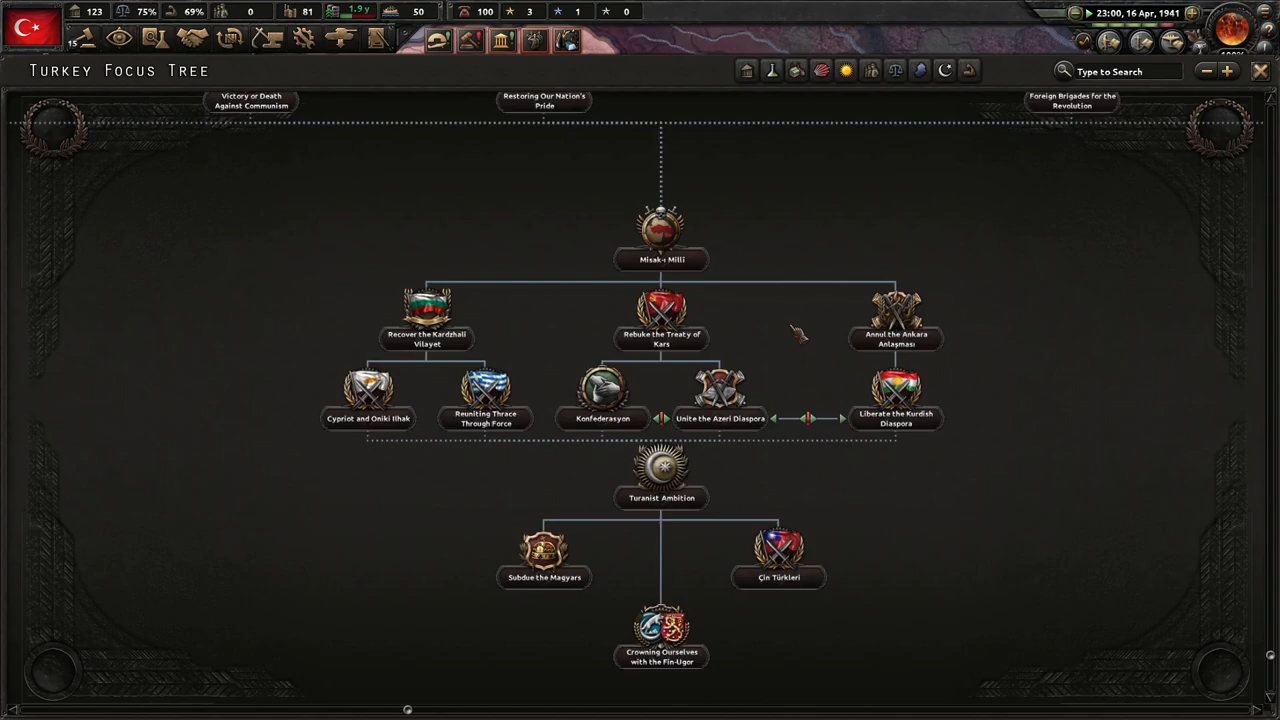 123 75% 69% 0 81 1.9 y 50 100 3 1 0 23:00, 16 Apr, 1941
15
TURKEY FOCUS TREE
Type to Search
Victory or Death
Against Communism
Restoring Our Nation's
Pride
Foreign Brigades for the
Revolution
Misak-ı Milli
Recover the Kardzhali
Vilayet
Rebuke the Treaty of
Kars
Annul the Ankara
Anlaşması
Cypriot and Oniki Ilhak
Reuniting Thrace
Through Force
Konfederasyon
Unite the Azeri Diaspora
Liberate the Kurdish
Diaspora
Turanist Ambition
Subdue the Magyars
Çin Türkleri
Crowning Ourselves
with the Fin-Ugor